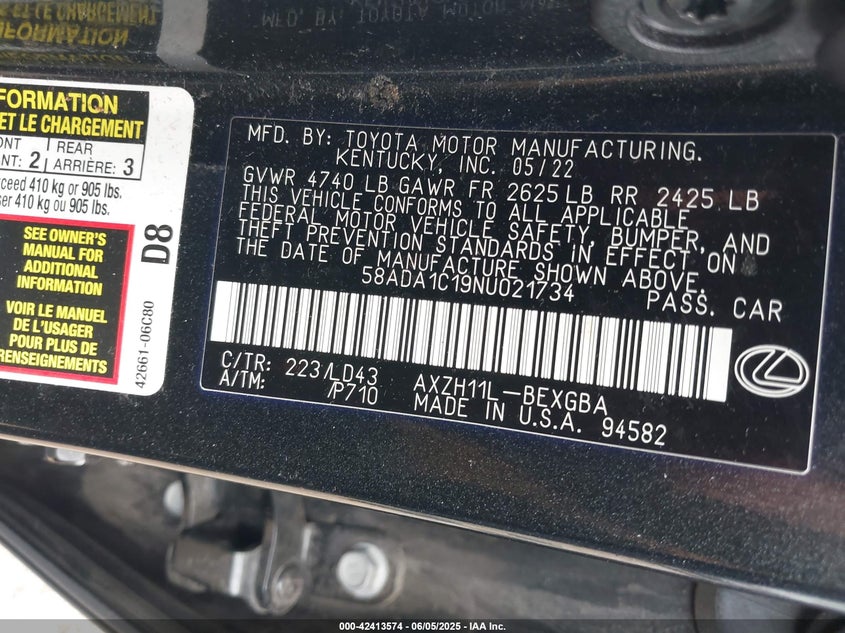 FORMATION
ET LE CHARGEMENT
ONT
NT: 2
REAR
ARRIÈRE: 3
xceed 410 kg or 905 lbs.
ser 410 kg ou 905 lbs.
SEE OWNER'S
MANUAL FOR
ADDITIONAL
INFORMATION
VOIR LE MANUEL
DE L'USAGER
POUR PLUS DE
RENSEIGNEMENTS
D8
42661-06C80
MFD. BY: TOYOTA MOTOR MANUFACTURING.
KENTUCKY, INC. 05/22
GVWR 4740 LB GAWR FR 2625 LB RR 2425 LB
THIS VEHICLE CONFORMS TO ALL APPLICABLE
FEDERAL MOTOR VEHICLE SAFETY, BUMPER, AND
THEFT PREVENTION STANDARDS IN EFFECT ON
THE DATE OF MANUFACTURE SHOWN ABOVE.
58ADA1C19NU021734 PASS. CAR
C/TR: 223/LD43 AXZH11L-BEXGBA
A/TM: /P710 MADE IN U.S.A. 94582
000-42413574 / 06/05/2025 - IAA Inc.